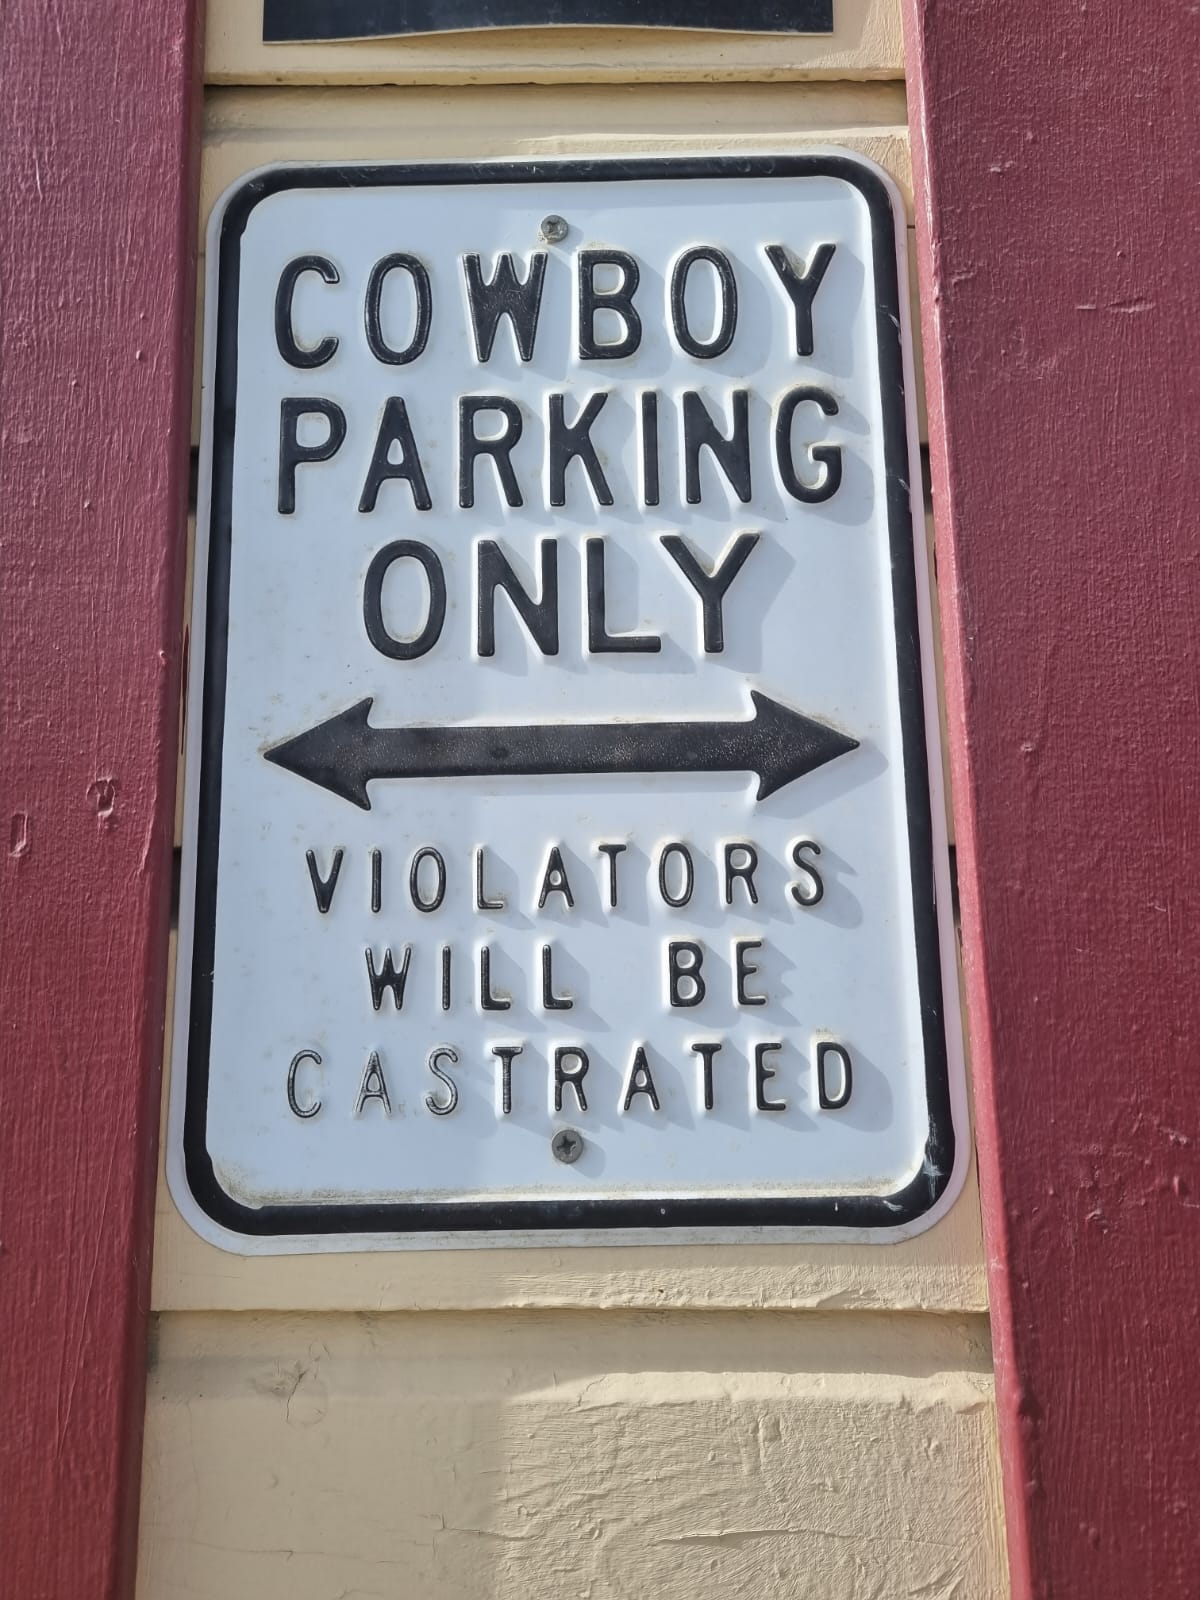 COWBOY
PARKING
ONLY
VIOLATORS
WILL BE
CASTRATED